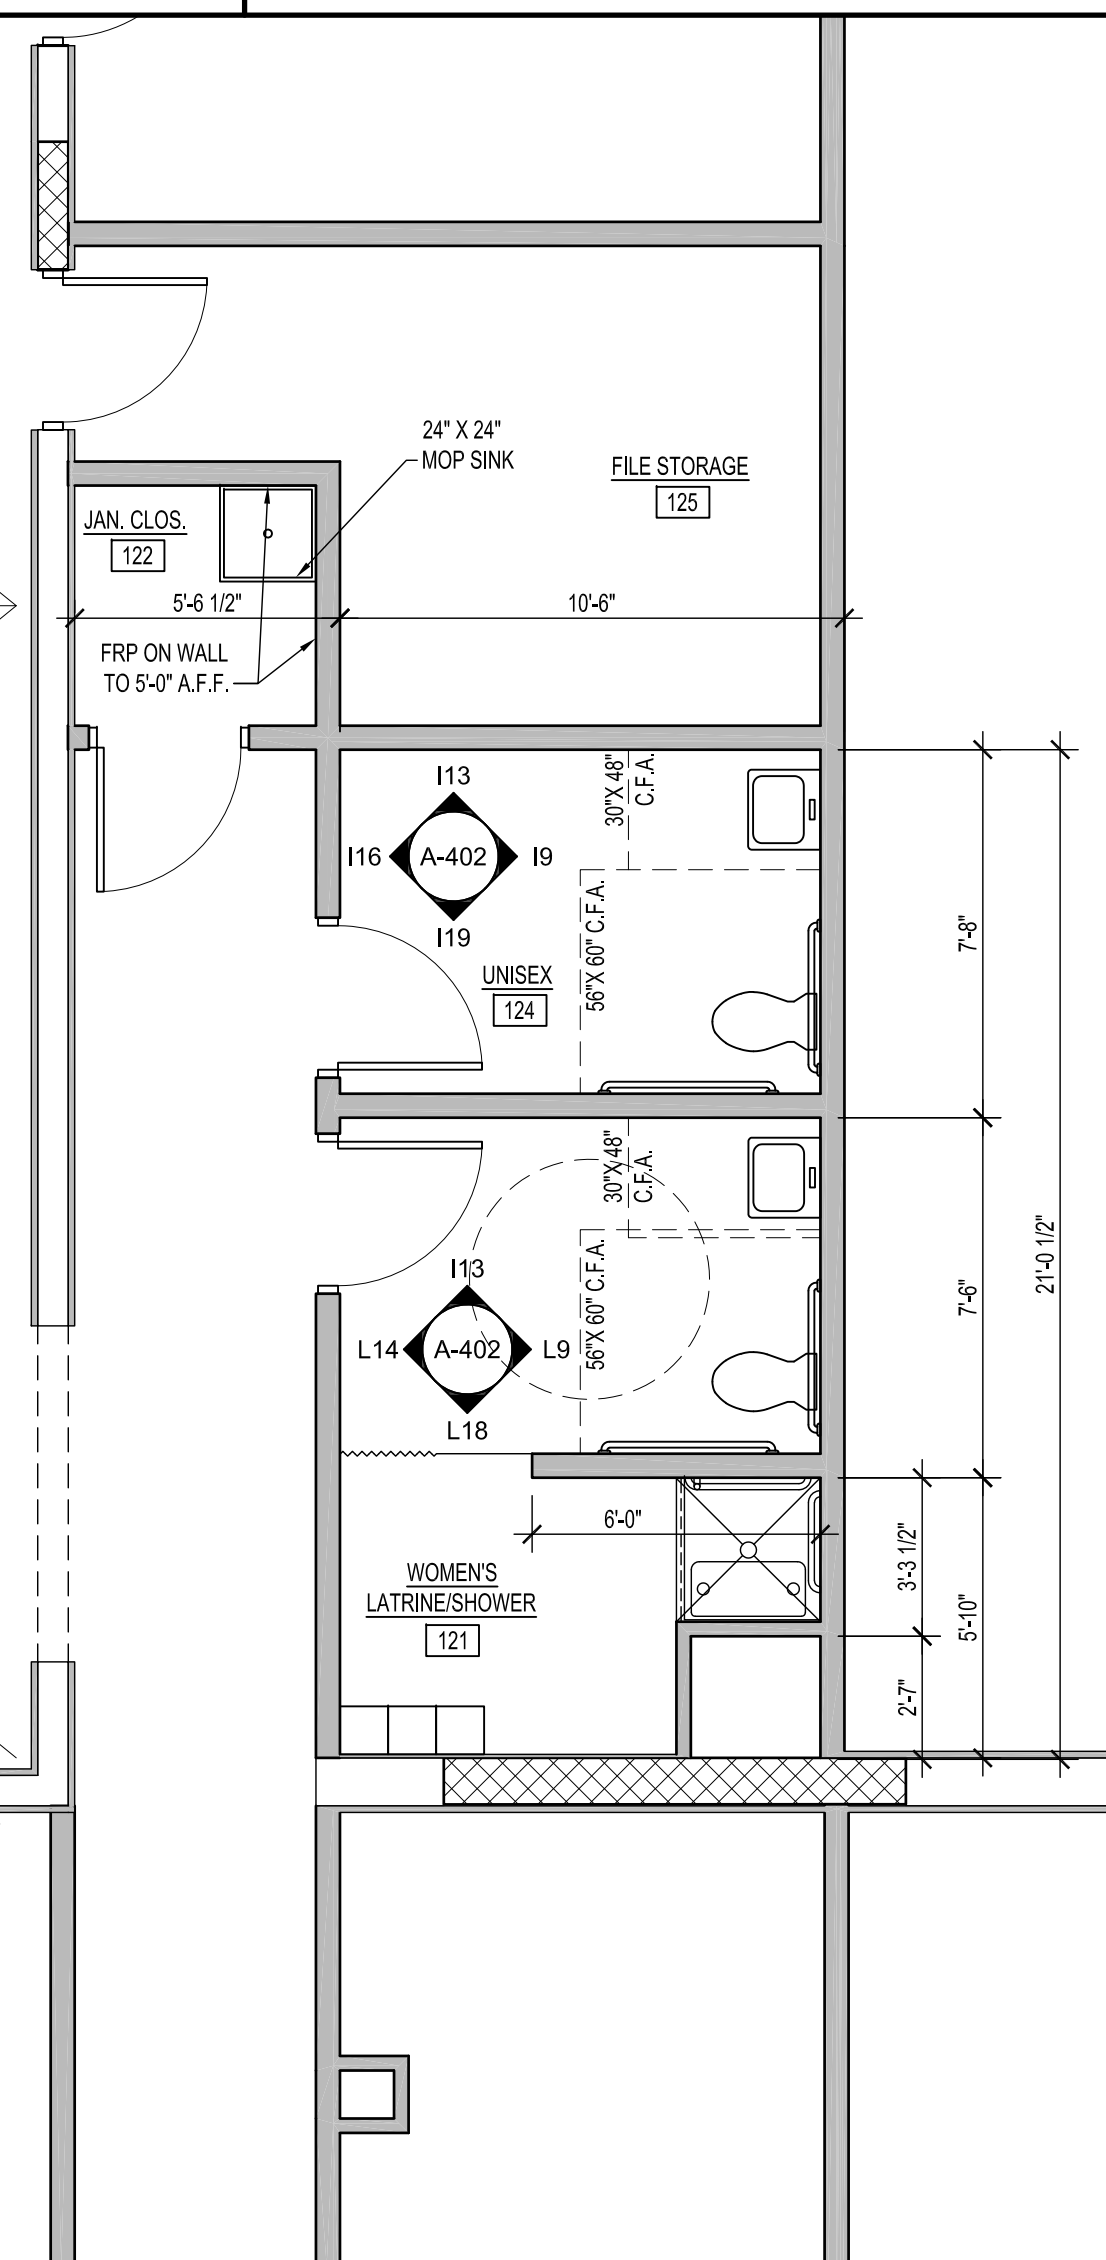 24" X 24"
MOP SINK
FILE STORAGE
125
JAN. CLOS.
122
5'-6 1/2"
10'-6"
FRP ON WALL
TO 5'-0" A.F.F.
30"X 48"
C.F.A.
I13
I16
A-402
I9
I19
56"X 60" C.F.A.
7'-8"
UNISEX
124
30"X 48"
C.F.A.
21'-0 1/2"
56"X 60" C.F.A.
7'-6"
I13
L14
A-402
L9
L18
6'-0"
3'-3 1/2"
WOMEN'S
LATRINE/SHOWER
121
5'-10"
2'-7"